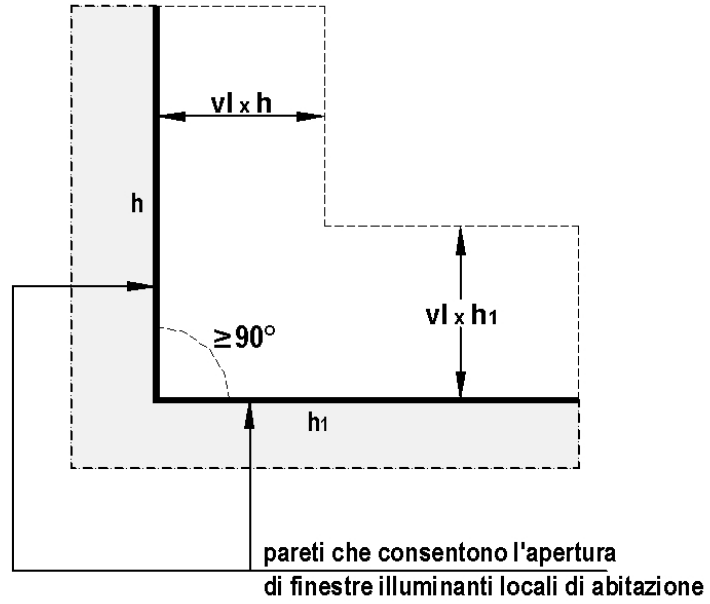 vl x h
h
vl x h1
≥90°
h1
pareti che consentono l'apertura
di finestre illuminanti locali di abitazione